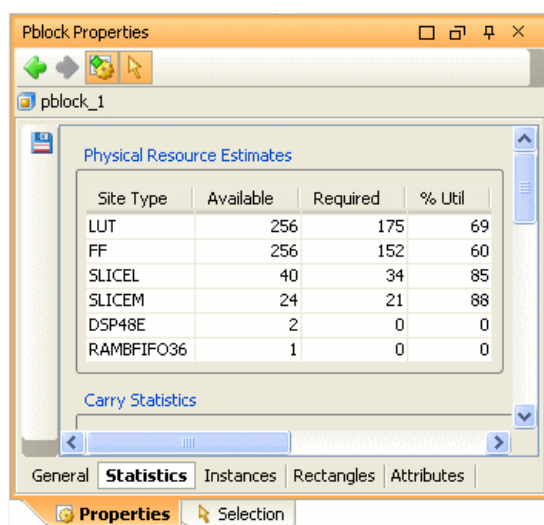 Pblock Properties
pblock_1
Physical Resource Estimates
Site Type Available Required % Util
LUT 256 175 69
FF 256 152 60
SLICEL 40 34 85
SLICEM 24 21 88
DSP48E 2 0 0
RAMBFIFO36 1 0 0
Carry Statistics
General Statistics Instances Rectangles Attributes
Properties Selection